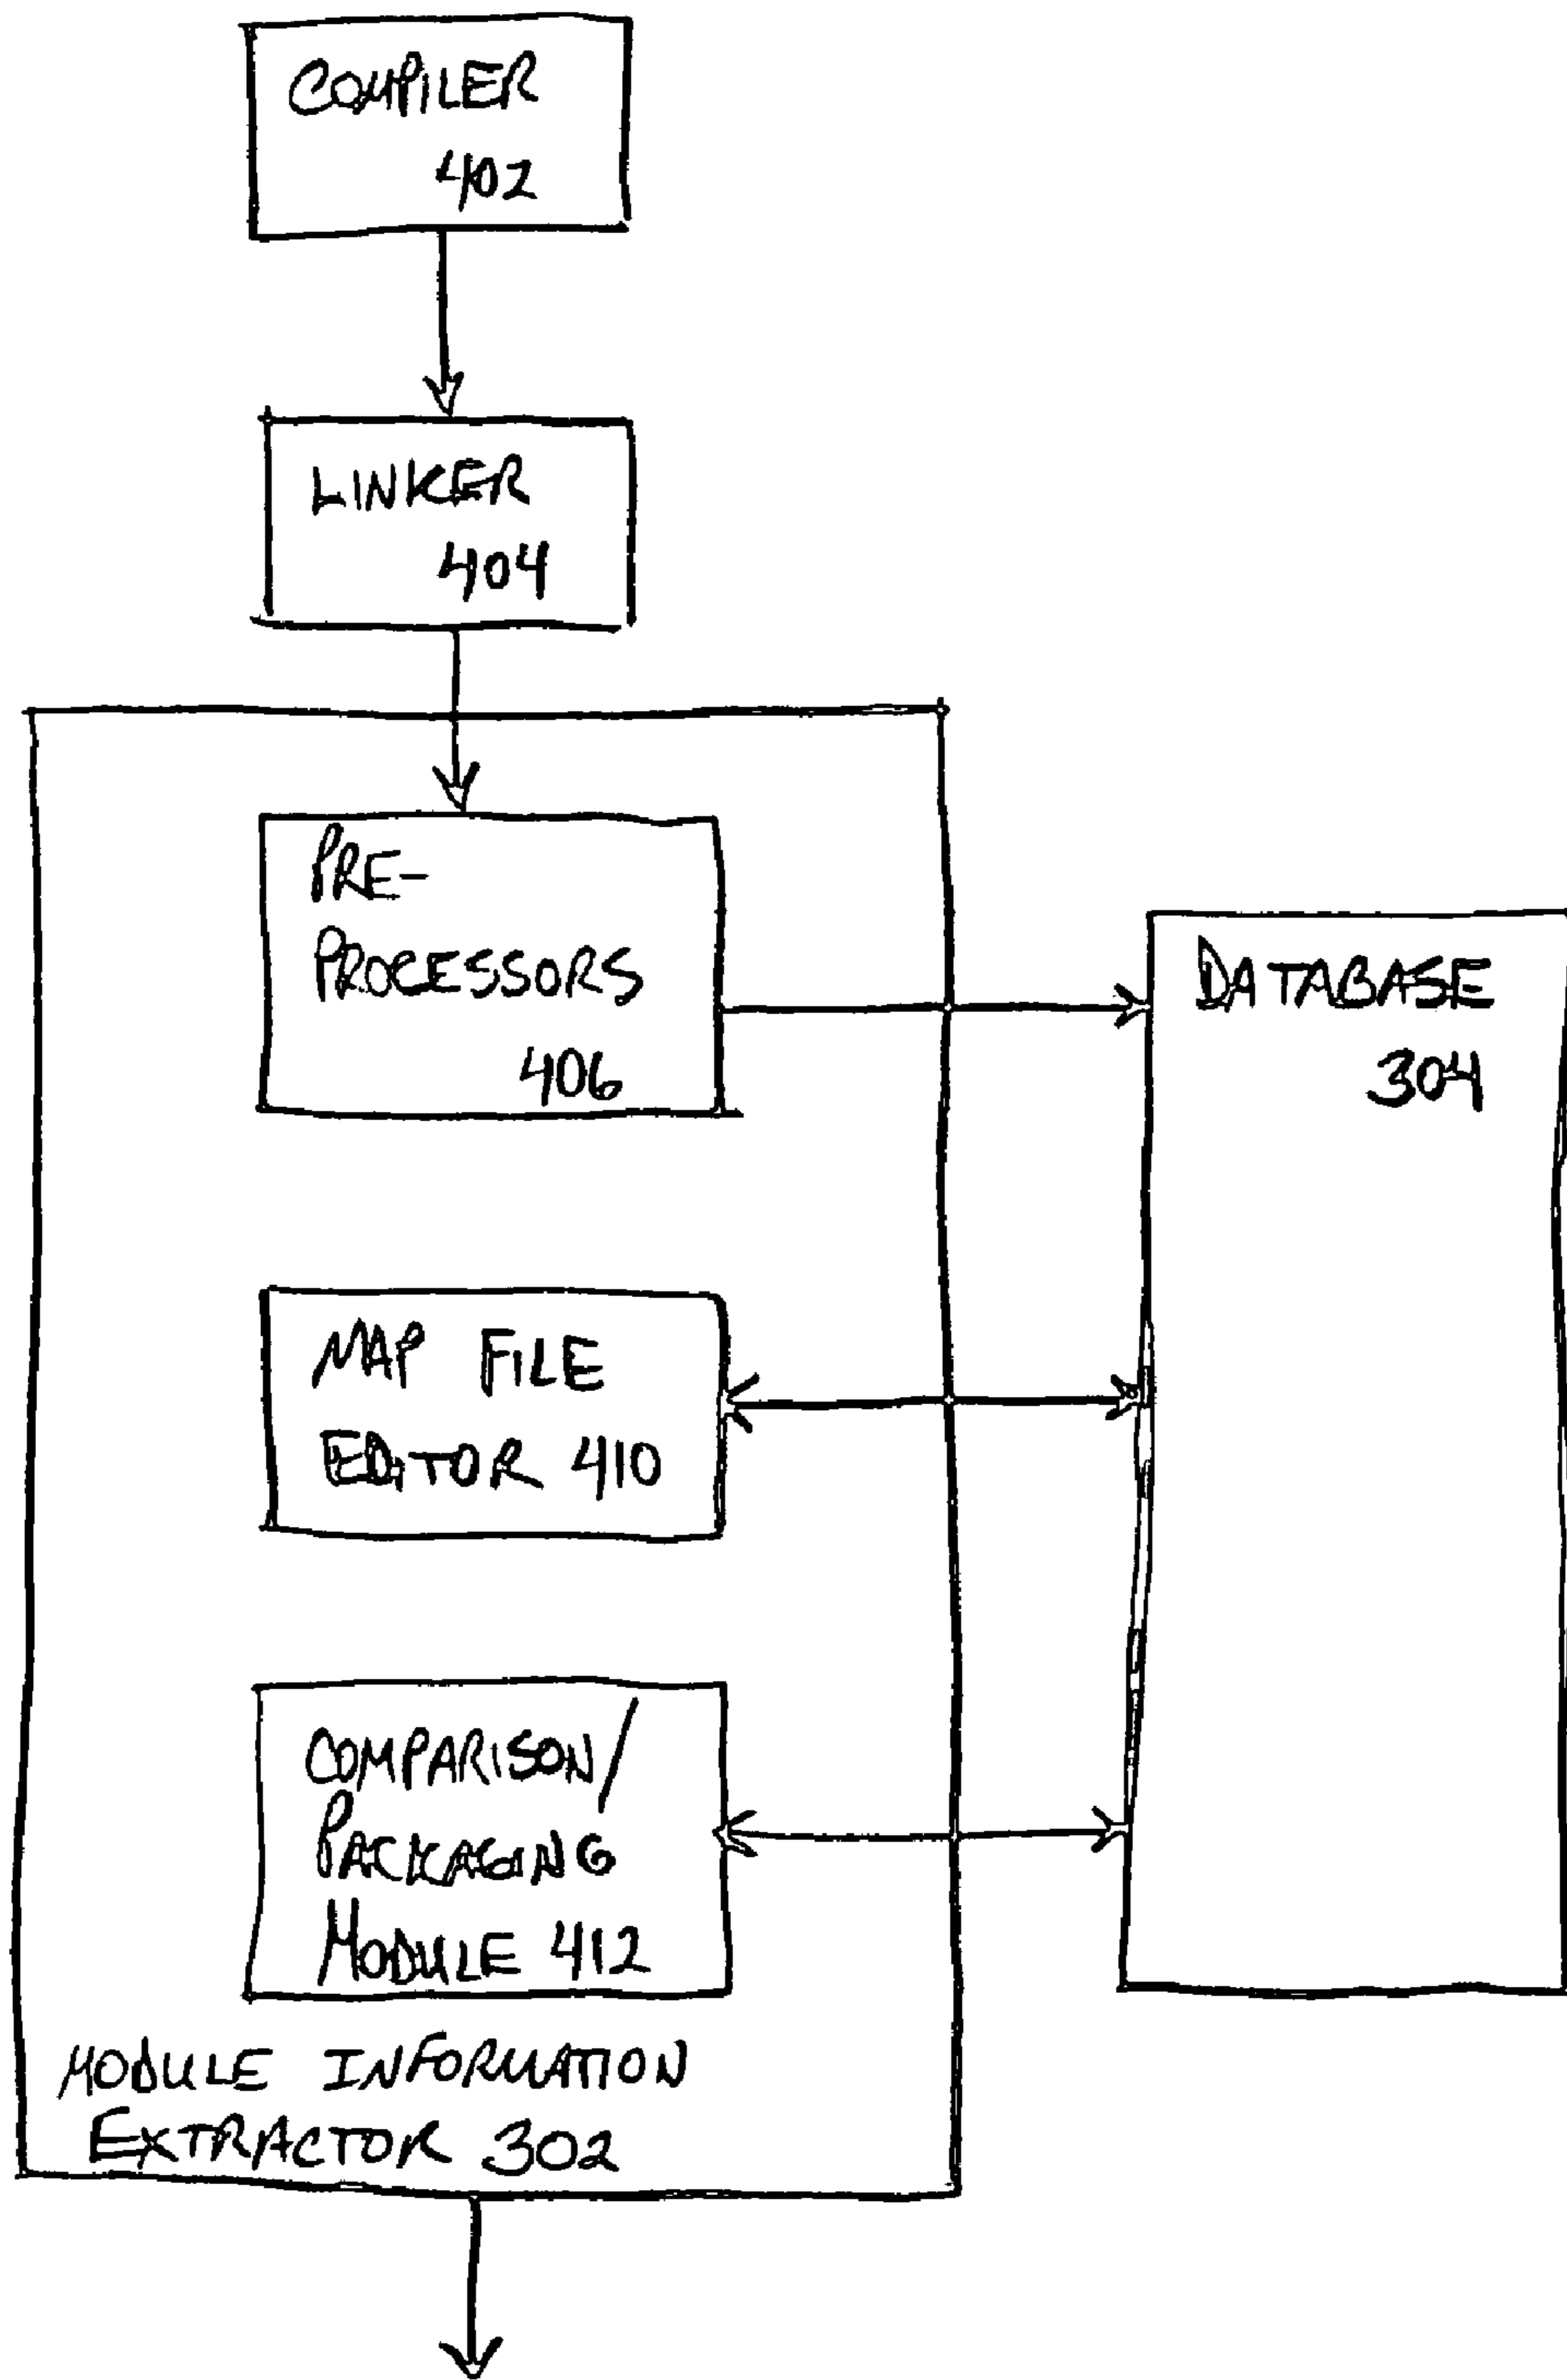 COMPILER
402
LINKER
404
PRE-
PROCESSORS
406
DATABASE
304
MAP FILE
EDITOR 410
COMPARISON/
PACKAGING
MODULE 412
MODULE INFORMATION
EXTRACTOR 302